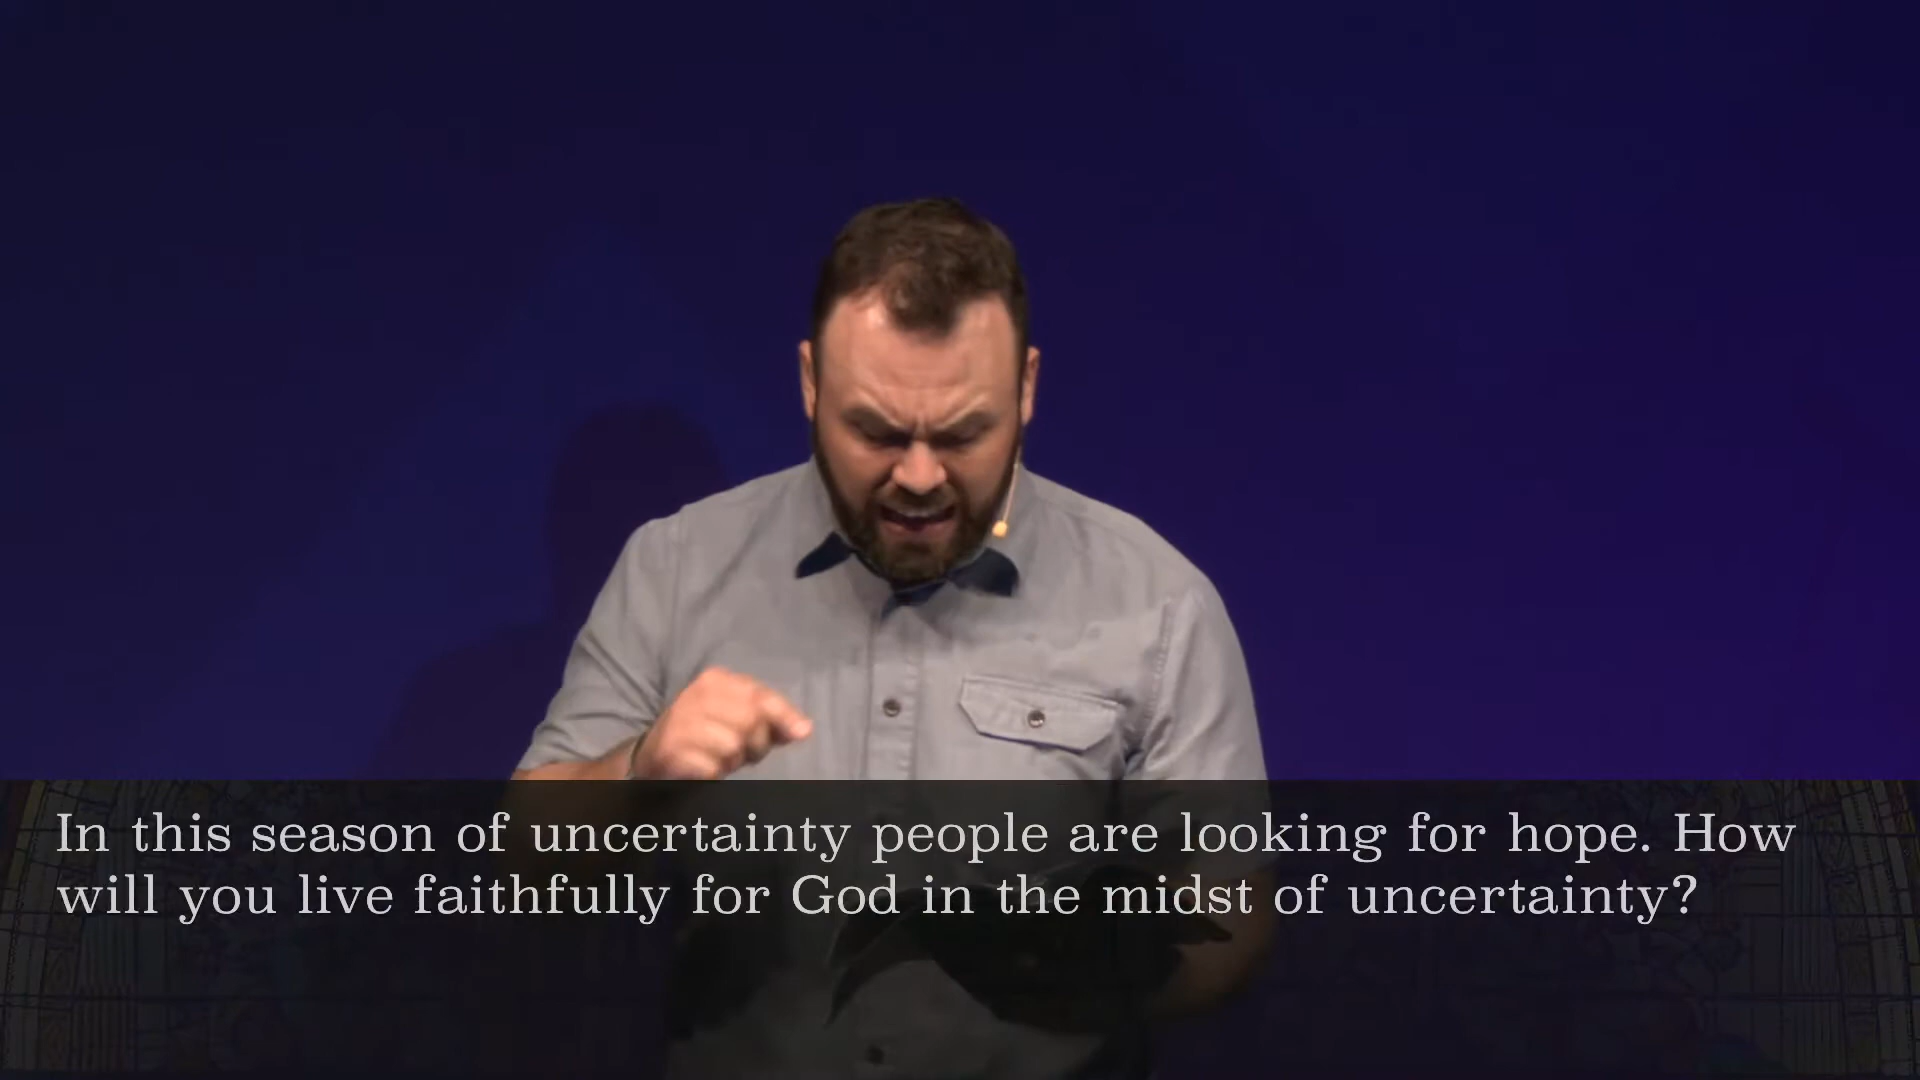 In this season of uncertainty people are looking for hope. How
will you live faithfully for God in the midst of uncertainty?